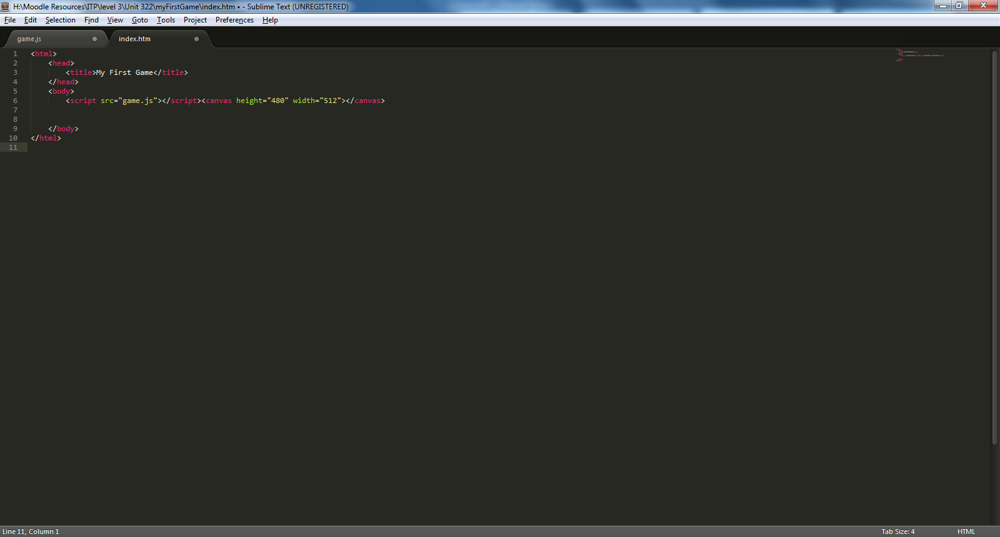 H:\Moodle Resources\ITP\level 3\Unit 322\myFirstGame\index.htm • - Sublime Text (UNREGISTERED)
File Edit Selection Find View Goto Tools Project Preferences Help
game.js index.htm
1 <html>
2 <head>
3 <title>My First Game</title>
4 </head>
5 <body>
6 <script src="game.js"></script><canvas height="480" width="512"></canvas>
7
8
9 </body>
10 </html>
11
Line 11, Column 1 Tab Size: 4 HTML